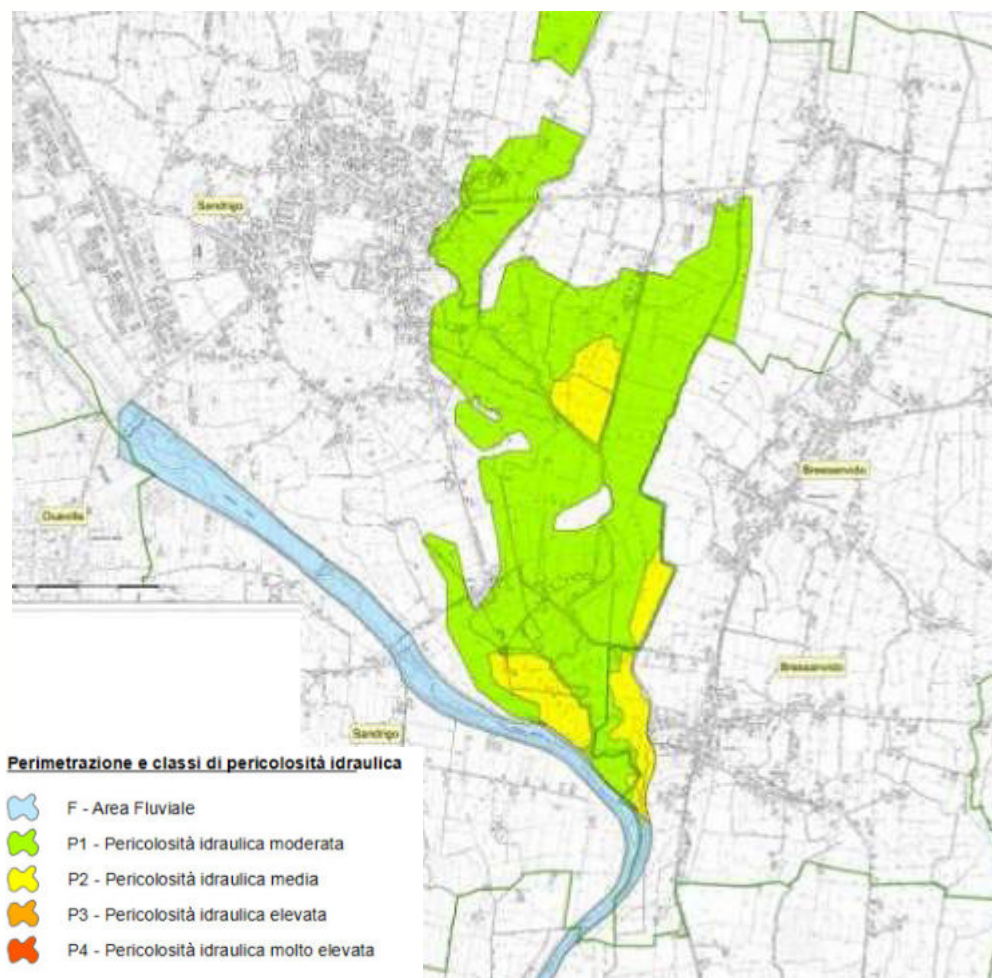 Sandrigo
Bressanvido
Dueville
Bressanvido
Sandrigo
Perimetrazione e classi di pericolosità idraulica
F - Area Fluviale
P1 - Pericolosità idraulica moderata
P2 - Pericolosità idraulica media
P3 - Pericolosità idraulica elevata
P4 - Pericolosità idraulica molto elevata